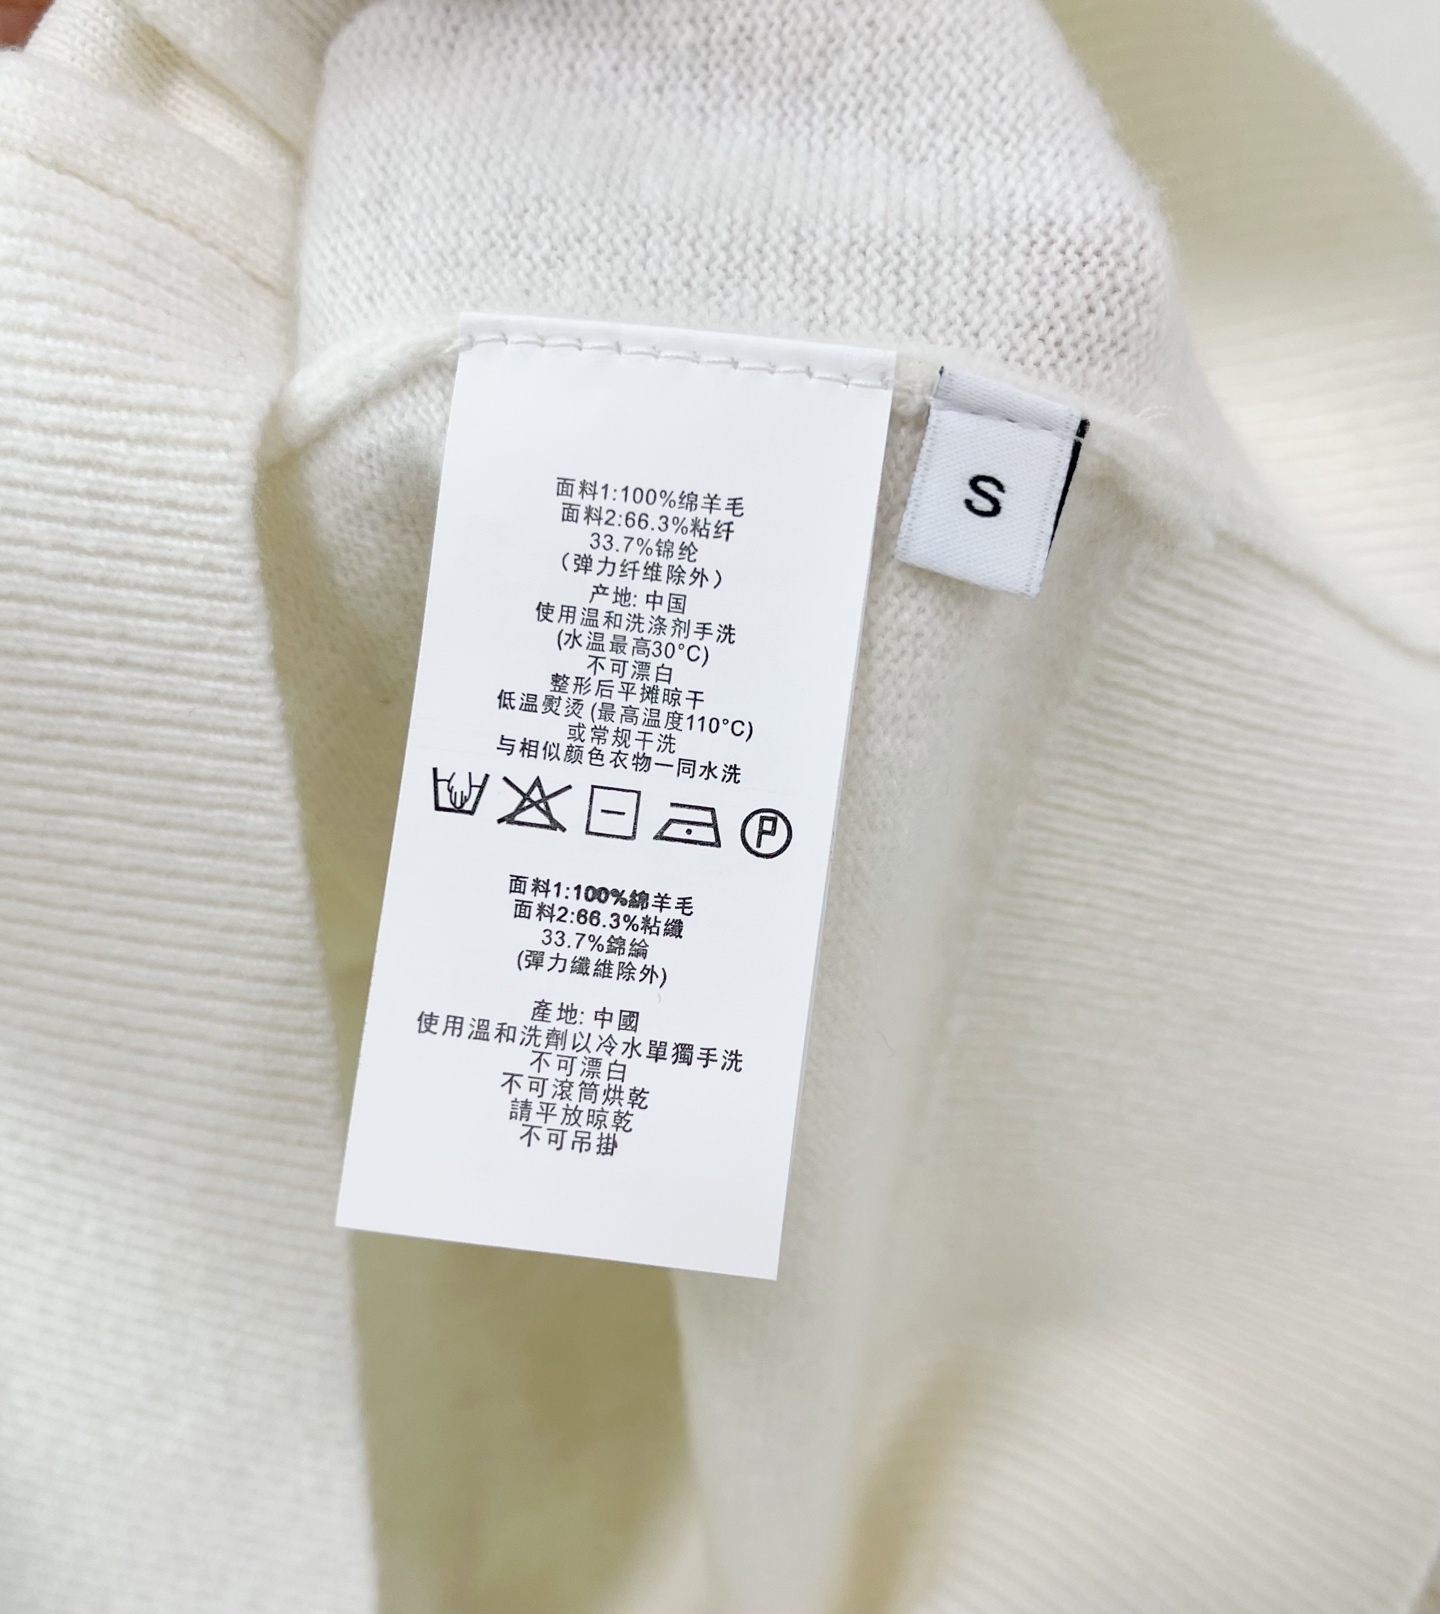 面料1:100%绵羊毛
面料2:66.3%粘纤
33.7%锦纶
（弹力纤维除外）
产地: 中国
使用温和洗涤剂手洗
(水温最高30°C)
不可漂白
整形后平摊晾干
低温熨烫 (最高温度110°C)
或常规干洗
与相似颜色衣物一同水洗
P
面料1:100%綿羊毛
面料2:66.3%粘纖
33.7%錦綸
(彈力纖維除外)
產地: 中國
使用溫和洗劑以冷水單獨手洗
不可漂白
不可滾筒烘乾
請平放晾乾
不可吊掛
S